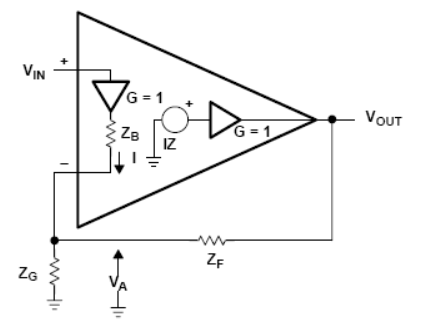 +
V_IN
G = 1
Z_B
I
+
IZ
G = 1
V_OUT
–
Z_F
Z_G
V_A